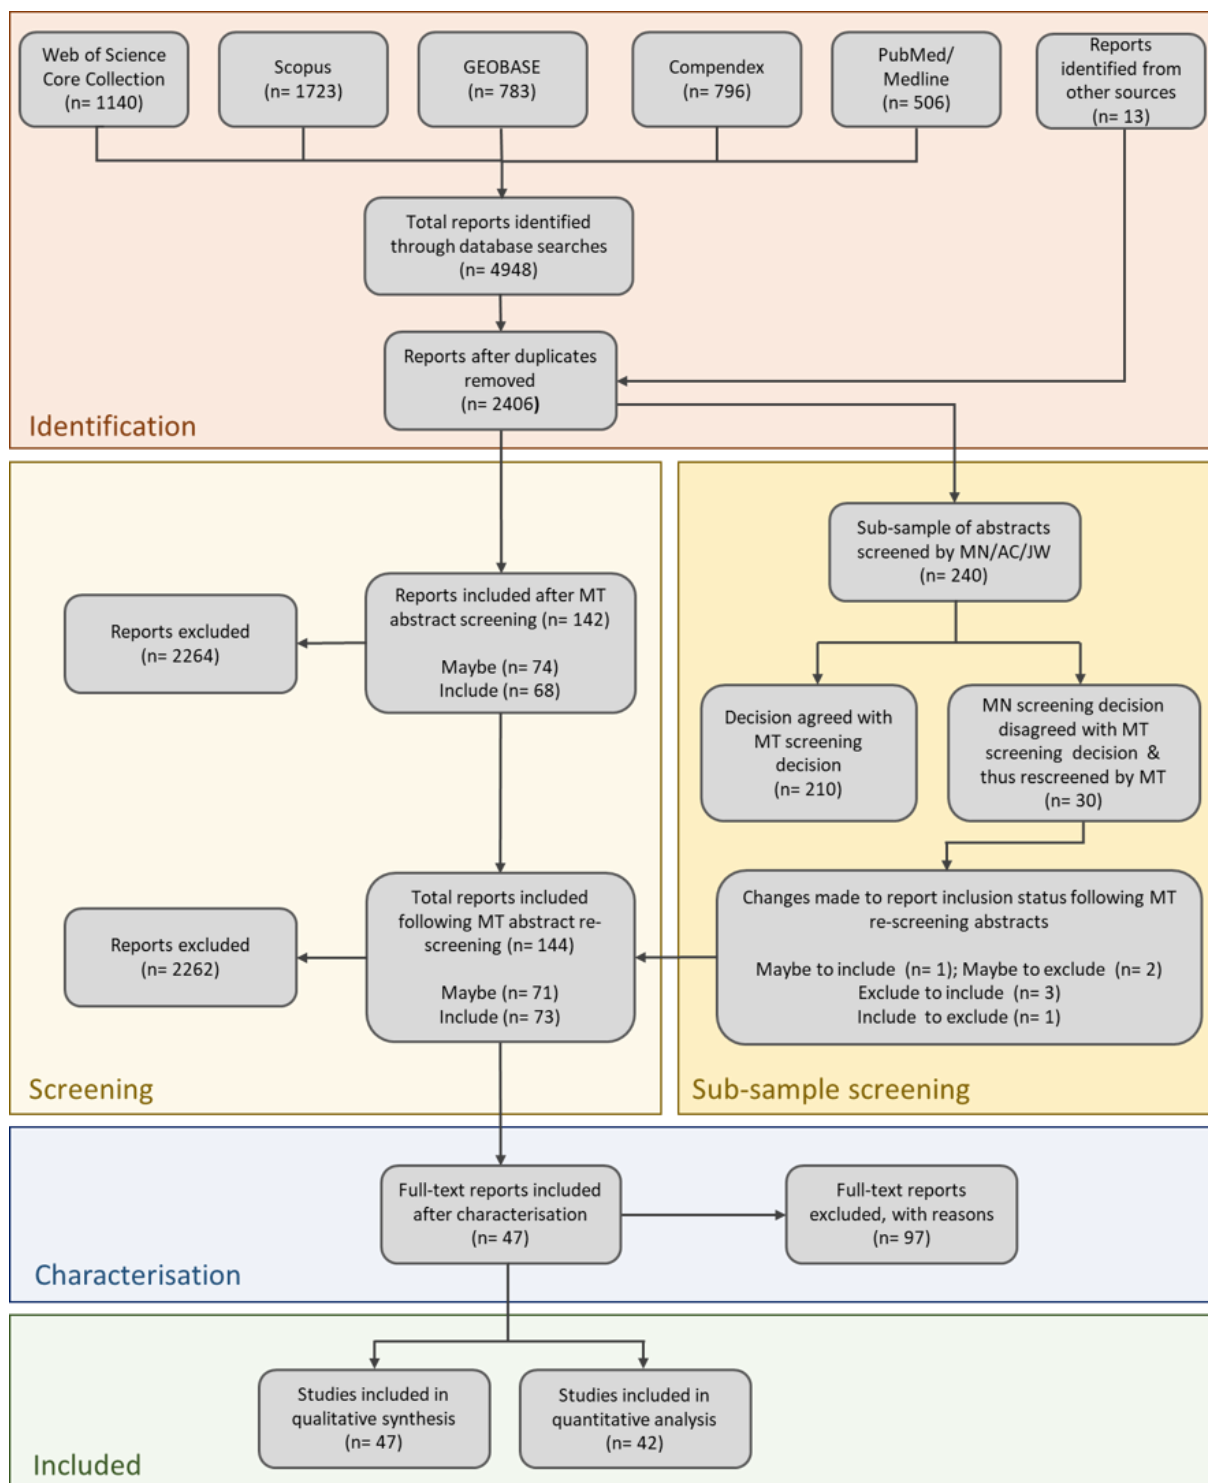 Web of Science
Core Collection
(n= 1140)
Scopus
(n= 1723)
GEOBASE
(n= 783)
Compendex
(n= 796)
PubMed/
Medline
(n= 506)
Reports
identified from
other sources
(n= 13)
Total reports identified
through database searches
(n= 4948)
Reports after duplicates
removed
(n= 2406)
Identification
Sub-sample of abstracts
screened by MN/AC/JW
(n= 240)
Reports included after MT
abstract screening (n= 142)
Maybe (n= 74)
Include (n= 68)
Reports excluded
(n= 2264)
Decision agreed with
MT screening
decision
(n= 210)
MN screening decision
disagreed with MT
screening decision &
thus rescreened by MT
(n= 30)
Total reports included
following MT abstract re-
screening (n= 144)
Maybe (n= 71)
Include (n= 73)
Reports excluded
(n= 2262)
Changes made to report inclusion status following MT
re-screening abstracts
Maybe to include (n= 1); Maybe to exclude (n= 2)
Exclude to include (n= 3)
Include to exclude (n= 1)
Screening
Sub-sample screening
Full-text reports included
after characterisation
(n= 47)
Full-text reports
excluded, with reasons
(n= 97)
Characterisation
Studies included in
qualitative synthesis
(n= 47)
Studies included in
quantitative analysis
(n= 42)
Included